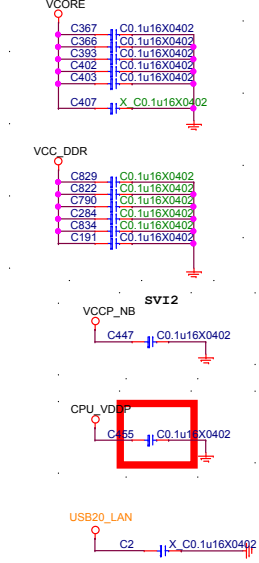 VCORE
C367 C0.1u16X0402
C366 C0.1u16X0402
C393 C0.1u16X0402
C402 C0.1u16X0402
C403 C0.1u16X0402
C407 X_C0.1u16X0402
VCC_DDR
C829 C0.1u16X0402
C822 C0.1u16X0402
C790 C0.1u16X0402
C284 C0.1u16X0402
C834 C0.1u16X0402
C191 C0.1u16X0402
SVI2
VCCP_NB
C447 C0.1u16X0402
CPU_VDDP
C455 C0.1u16X0402
USB20_LAN
C2 X_C0.1u16X0402